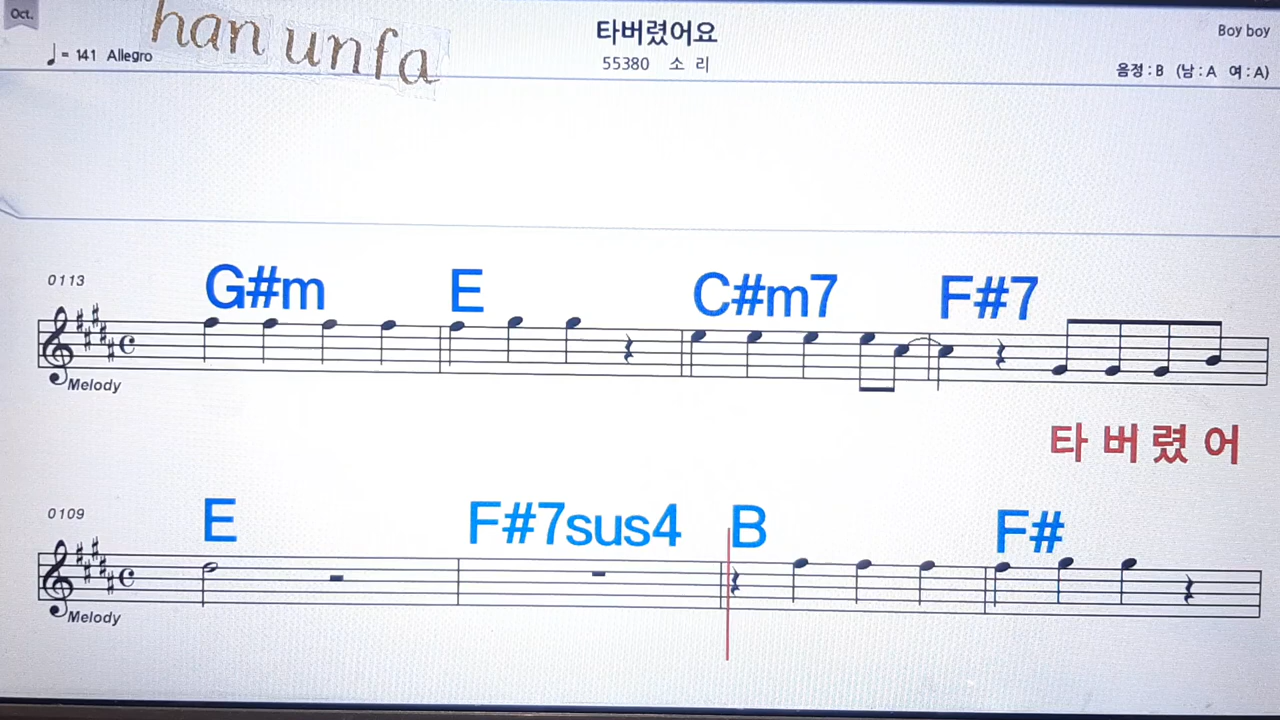 Oct.
han unfa
타버렸어요
Boy boy
♩= 141 Allegro
55380 소 리
음정 : B (남 : A 여 : A)
0113
G#m E C#m7 F#7
Melody
타 버 렸 어
0109
E F#7sus4 B F#
Melody